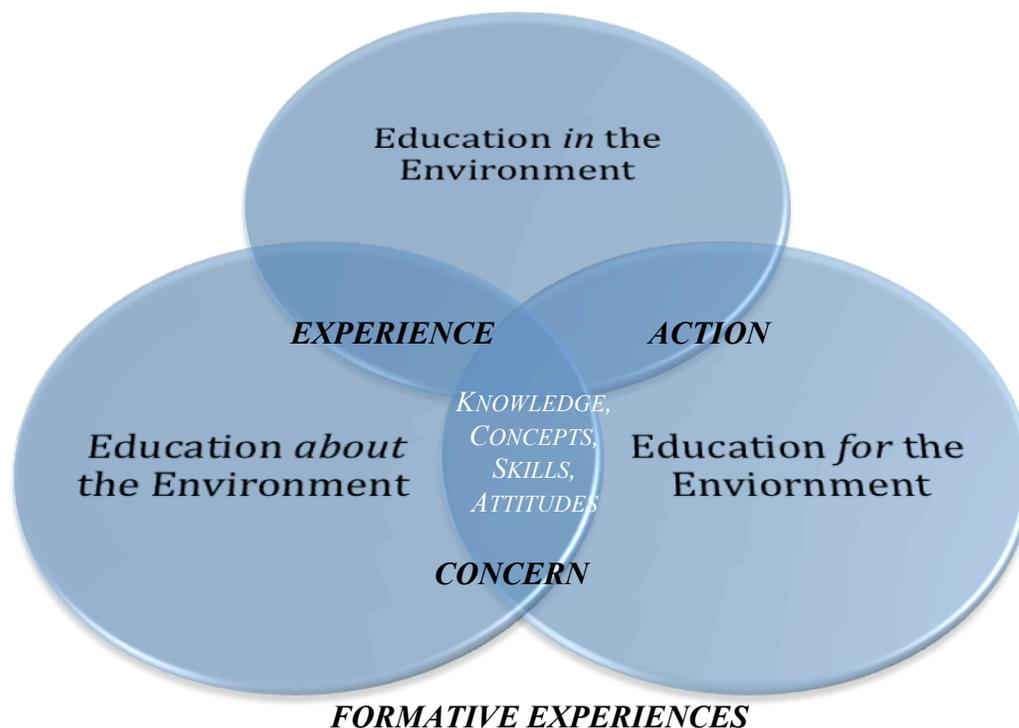 Education in the
Environment
EXPERIENCE
ACTION
KNOWLEDGE,
CONCEPTS,
SKILLS,
ATTITUDES
Education about
the Environment
Education for the
Enviornment
CONCERN
FORMATIVE EXPERIENCES